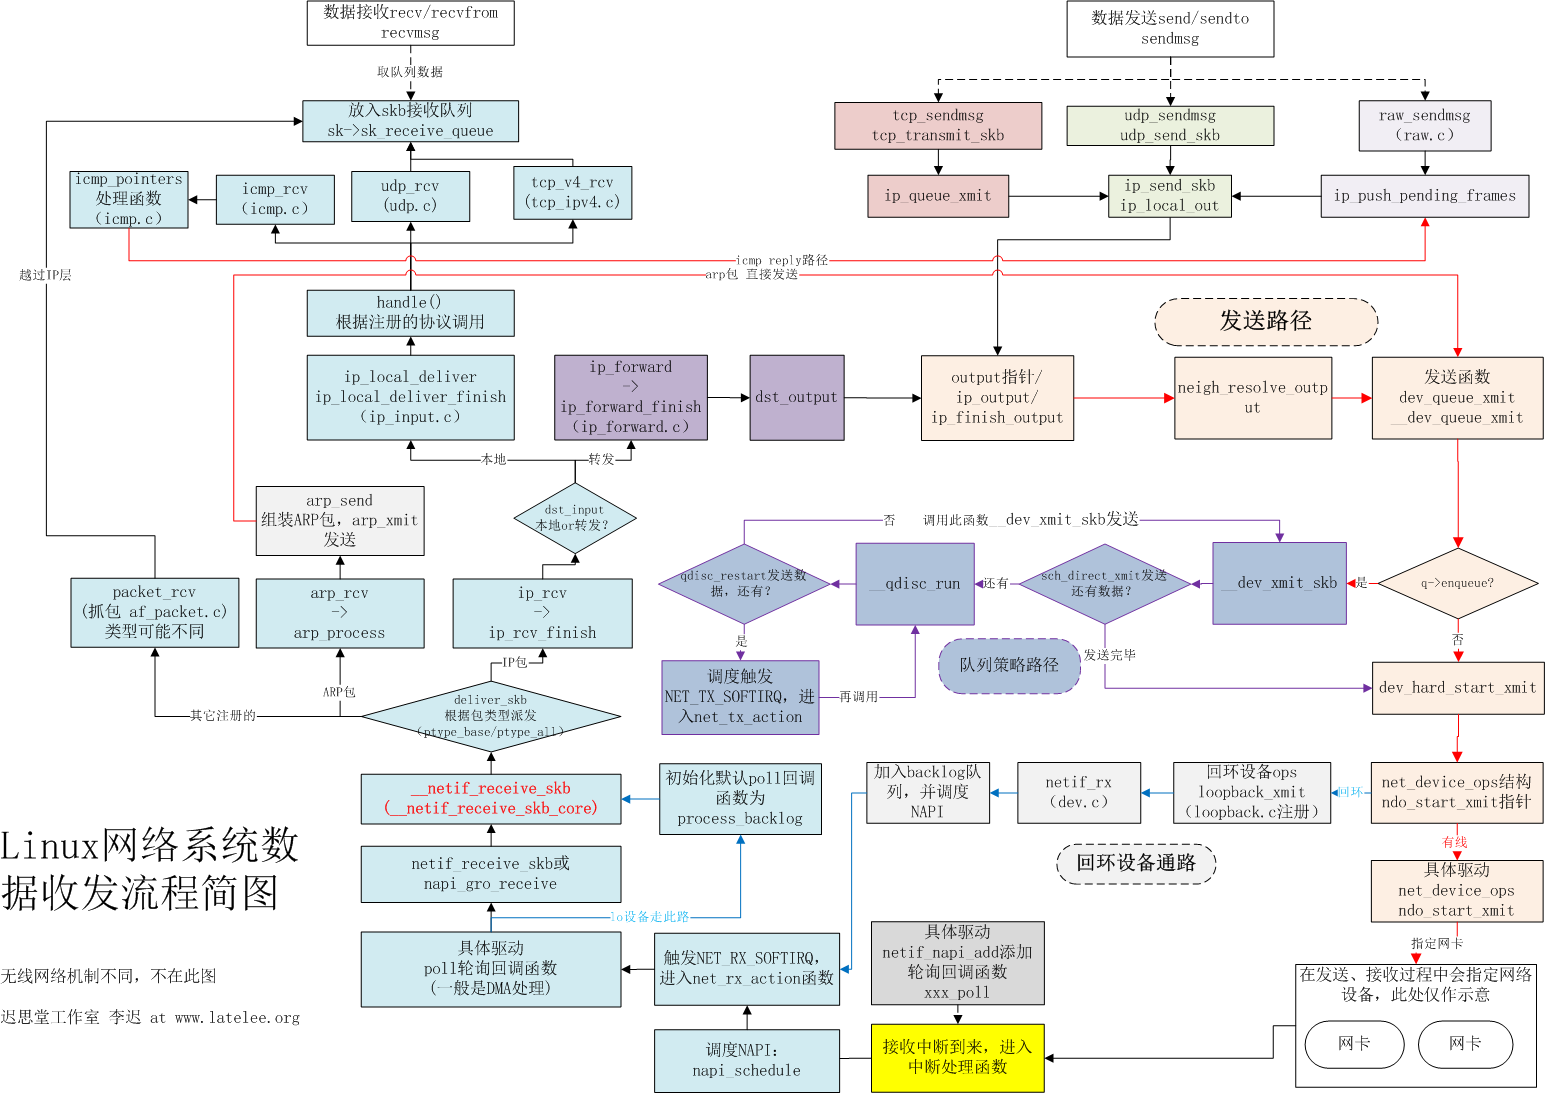 数据接收recv/recvfrom
recvmsg
取队列数据
放入skb接收队列
sk->sk_receive_queue
icmp_pointers
处理函数
（icmp.c）
icmp_rcv
（icmp.c）
udp_rcv
(udp.c)
tcp_v4_rcv
(tcp_ipv4.c)
越过IP层
handle()
根据注册的协议调用
ip_local_deliver
ip_local_deliver_finish
（ip_input.c）
ip_forward
->
ip_forward_finish
（ip_forward.c）
dst_output
本地
转发
dst_input
本地or转发？
arp_send
组装ARP包，arp_xmit
发送
packet_rcv
(抓包 af_packet.c)
类型可能不同
arp_rcv
->
arp_process
ip_rcv
->
ip_rcv_finish
IP包
ARP包
其它注册的
deliver_skb
根据包类型派发
（ptype_base/ptype_all）
__netif_receive_skb
(__netif_receive_skb_core)
初始化默认poll回调
函数为
process_backlog
netif_receive_skb或
napi_gro_receive
lo设备走此路
具体驱动
poll轮询回调函数
(一般是DMA处理)
触发NET_RX_SOFTIRQ，
进入net_rx_action函数
调度NAPI：
napi_schedule
数据发送send/sendto
sendmsg
tcp_sendmsg
tcp_transmit_skb
udp_sendmsg
udp_send_skb
raw_sendmsg
（raw.c）
ip_queue_xmit
ip_send_skb
ip_local_out
ip_push_pending_frames
icmp reply路径
arp包 直接发送
发送路径
output指针/
ip_output/
ip_finish_output
neigh_resolve_outp
ut
发送函数
dev_queue_xmit
__dev_queue_xmit
否
调用此函数__dev_xmit_skb发送
qdisc_restart发送数
据，还有？
__qdisc_run
还有
sch_direct_xmit发送
还有数据？
__dev_xmit_skb
是
q->enqueue?
否
是
队列策略路径
发送完毕
调度触发
NET_TX_SOFTIRQ，进
入net_tx_action
再调用
dev_hard_start_xmit
加入backlog队
列，并调度
NAPI
netif_rx
（dev.c）
回环设备ops
loopback_xmit
（loopback.c注册）
回环
net_device_ops结构
ndo_start_xmit指针
回环设备通路
有线
具体驱动
net_device_ops
ndo_start_xmit
指定网卡
具体驱动
netif_napi_add添加
轮询回调函数
xxx_poll
接收中断到来，进入
中断处理函数
在发送、接收过程中会指定网络
设备，此处仅作示意
网卡
网卡
Linux网络系统数
据收发流程简图
无线网络机制不同，不在此图
迟思堂工作室 李迟 at www.latelee.org